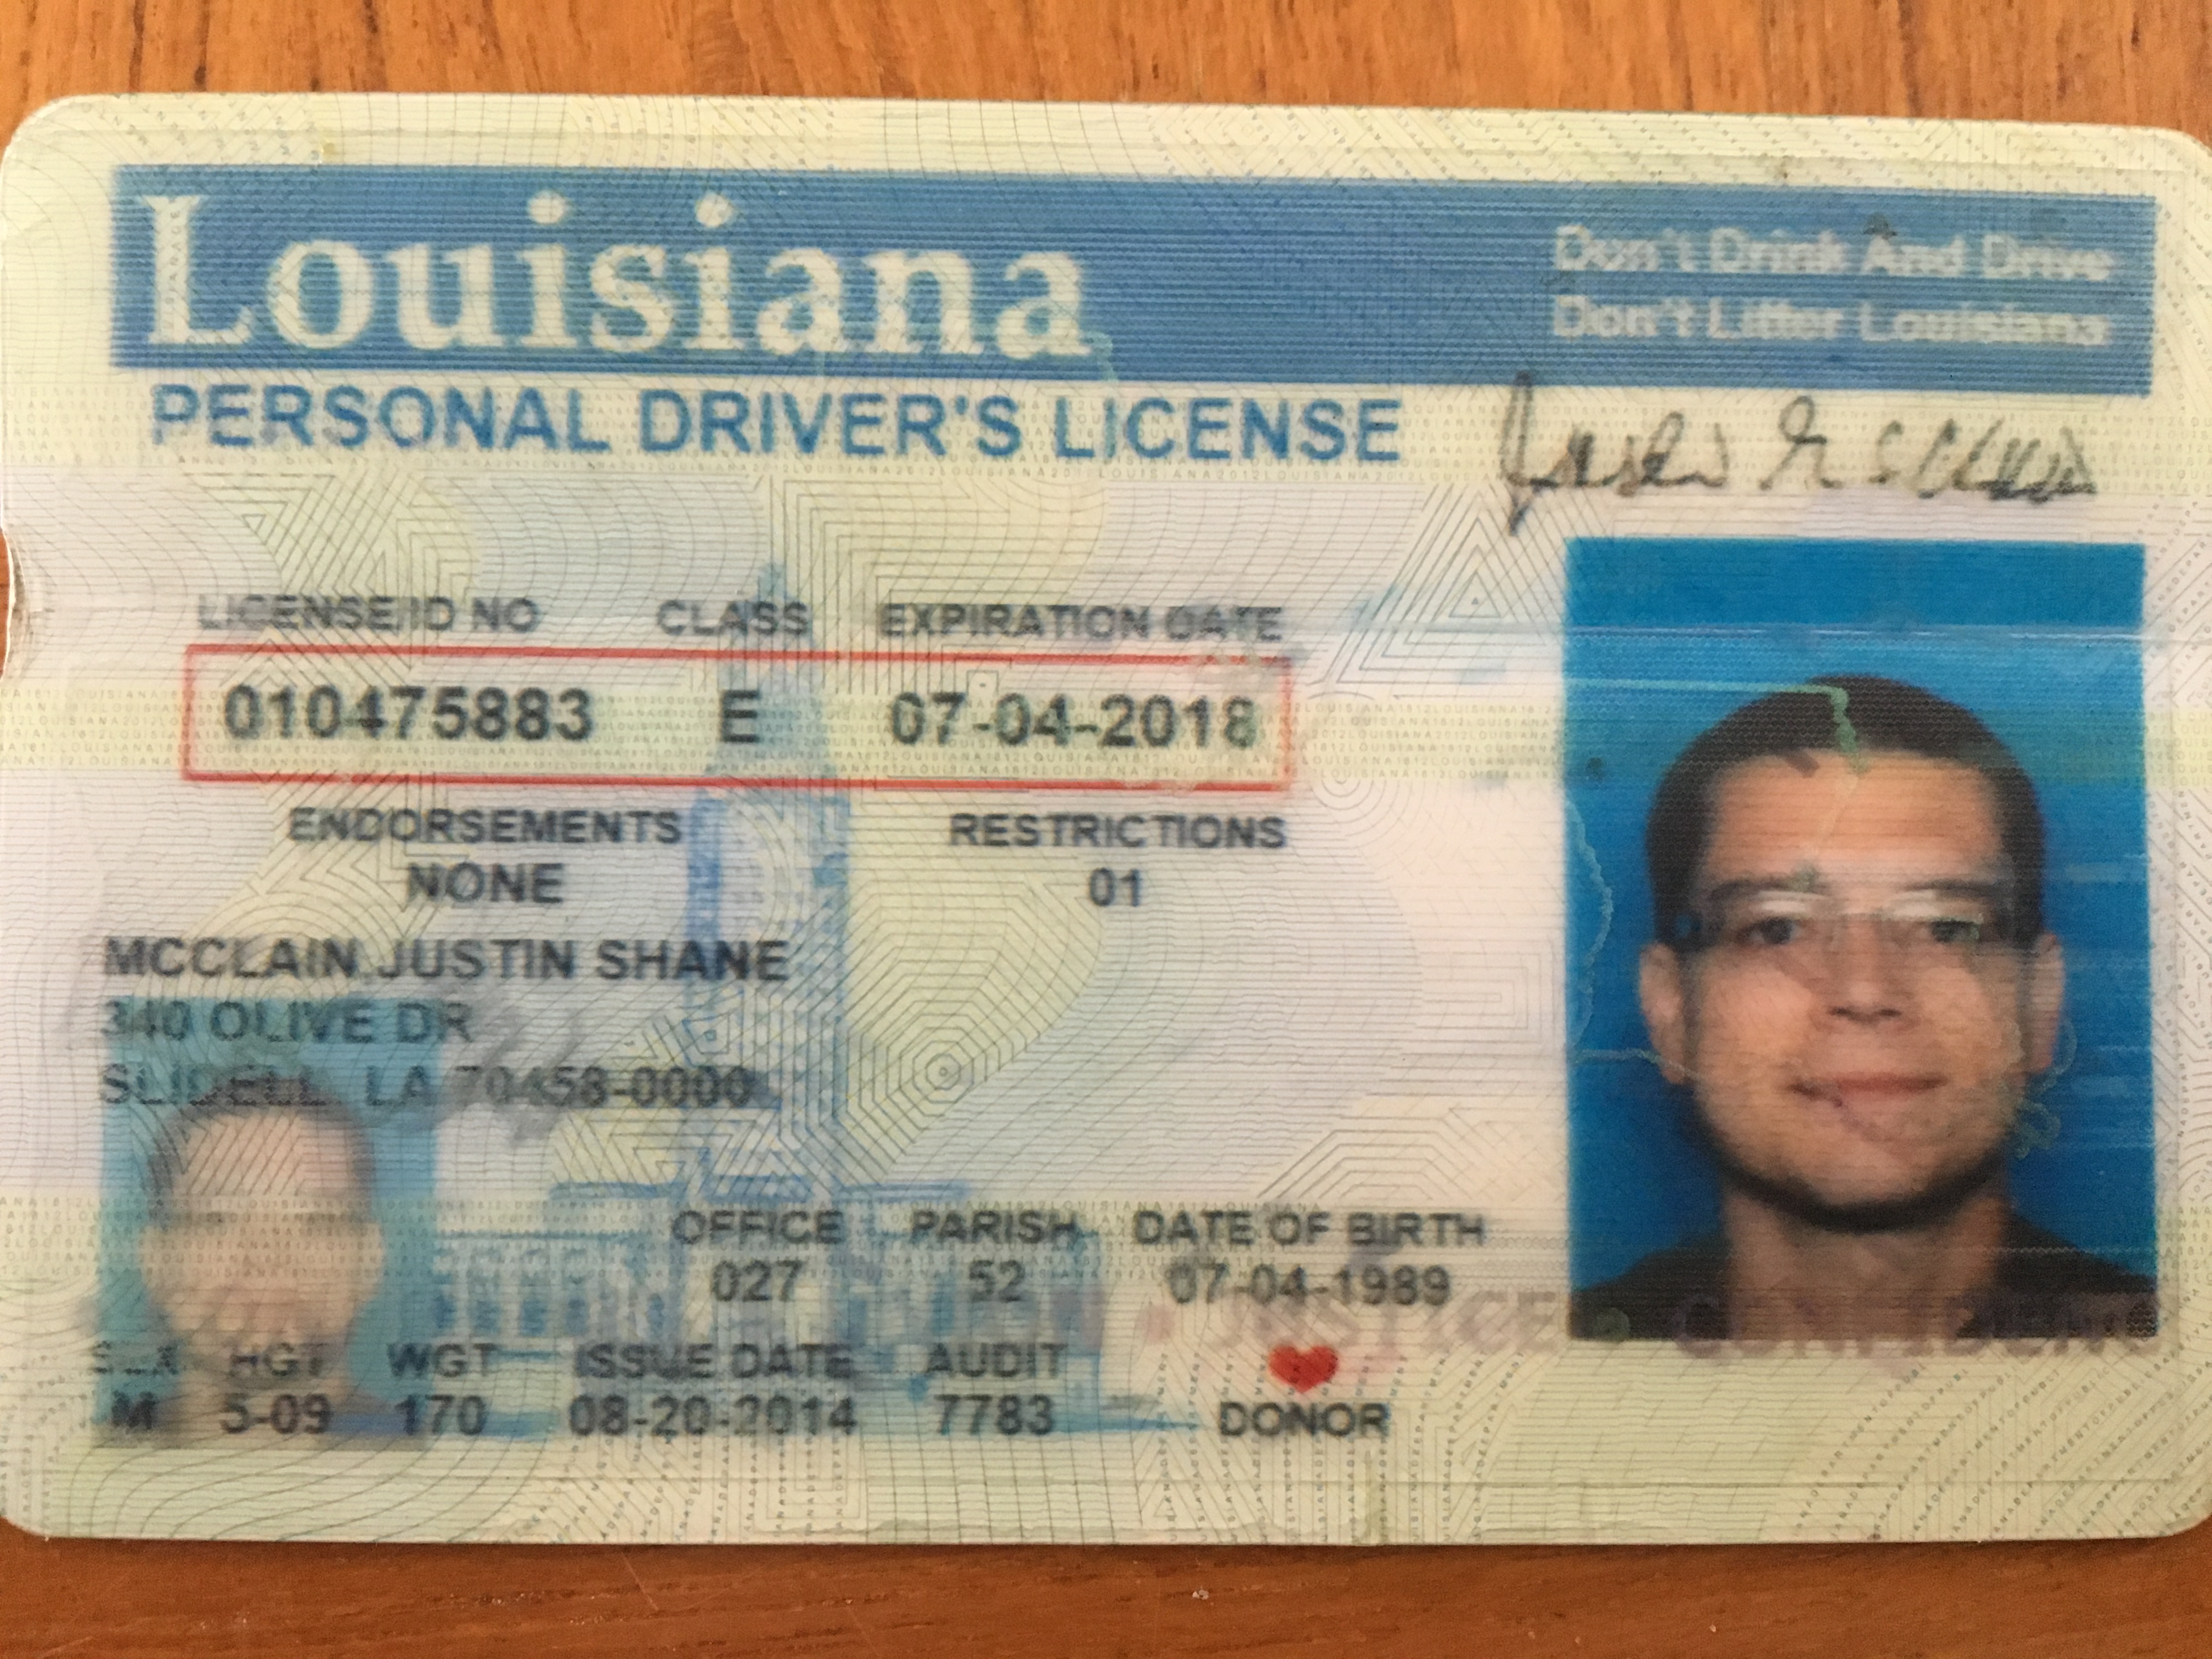 Louisiana
Don't Drink And Drive
Don't Litter Louisiana
PERSONAL DRIVER'S LICENSE
LICENSE/ID NO CLASS EXPIRATION DATE
010475883 E 07-04-2018
ENDORSEMENTS RESTRICTIONS
NONE 01
MCCLAIN,JUSTIN SHANE
340 OLIVE DR
SLIDELL LA 70458-0000
OFFICE PARISH DATE OF BIRTH
027 52 07-04-1989
SEX HGT WGT ISSUE DATE AUDIT
M 5-09 170 08-20-2014 7783 DONOR